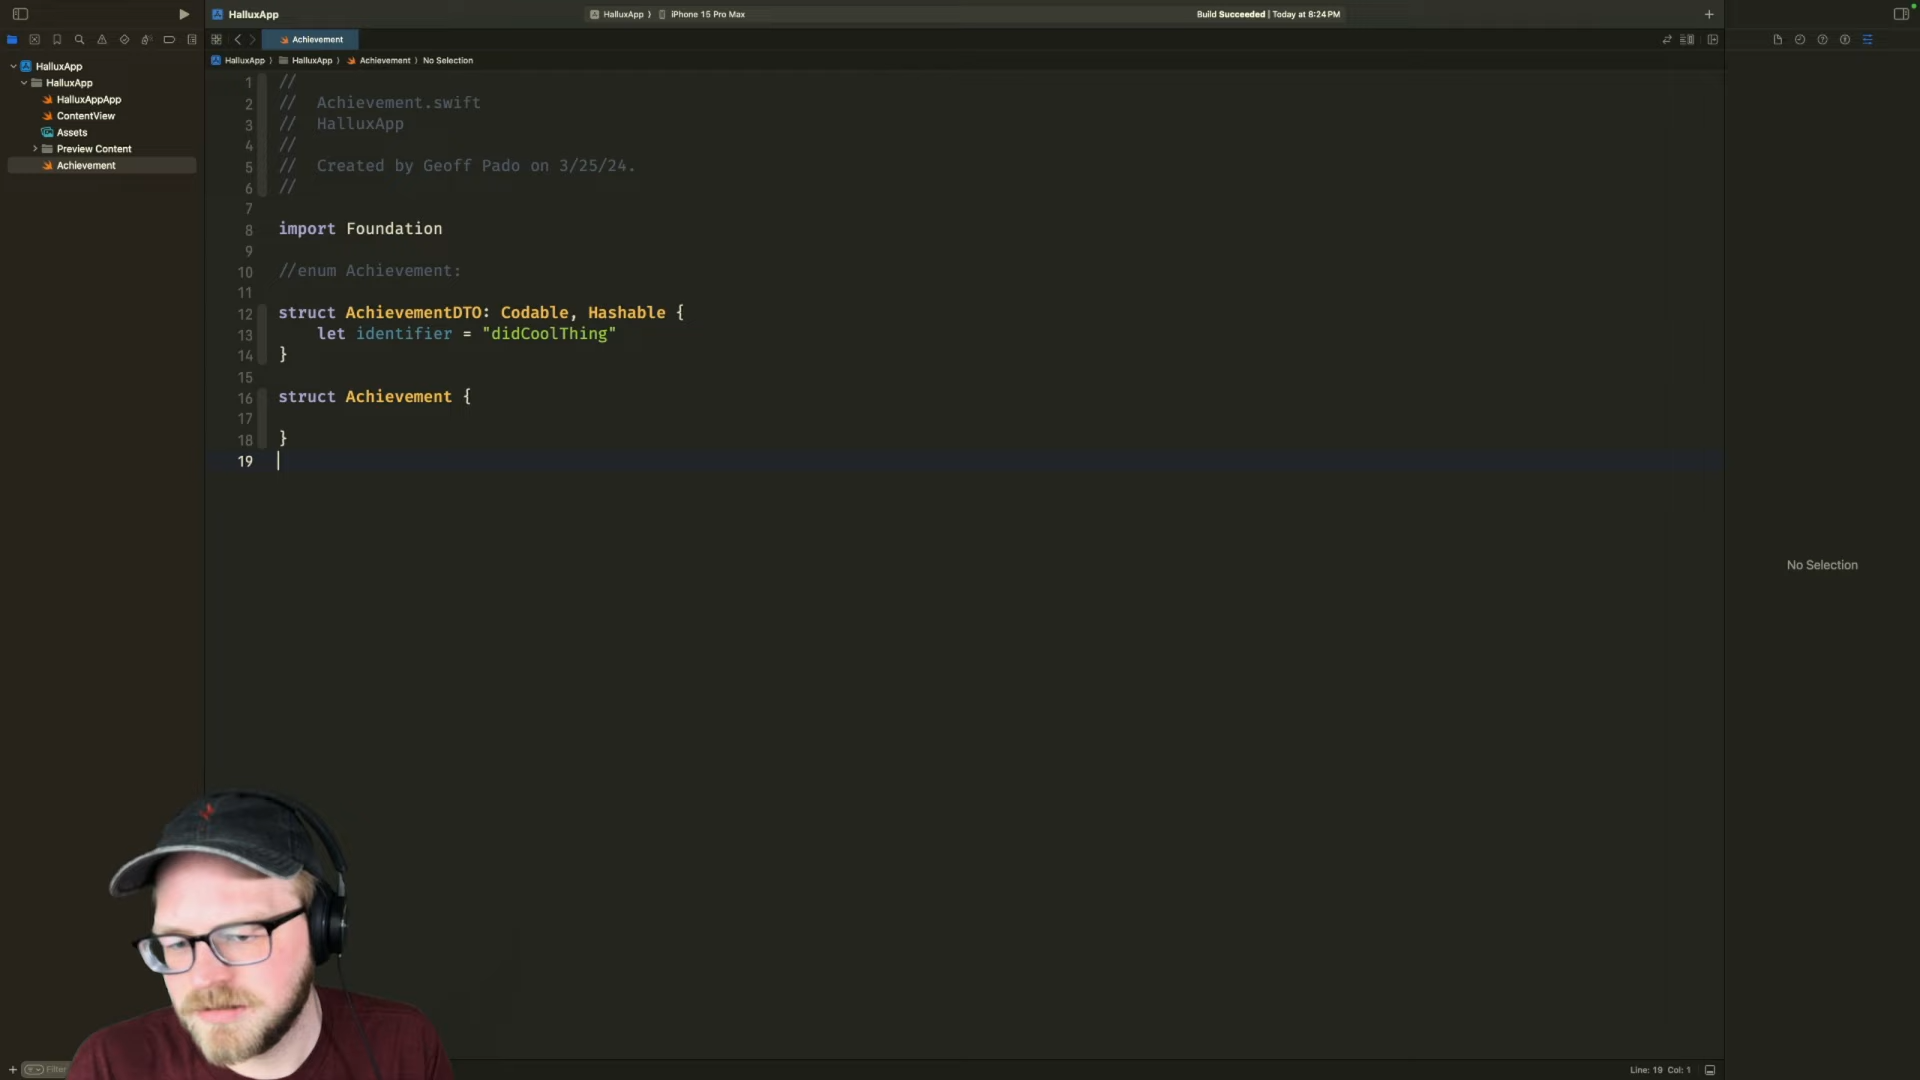 HalluxApp
HalluxApp ⟩ iPhone 15 Pro Max
Build Succeeded | Today at 8:24 PM
Achievement
HalluxApp ⟩ HalluxApp ⟩ Achievement ⟩ No Selection
HalluxApp
HalluxApp
HalluxAppApp
ContentView
Assets
Preview Content
Achievement
1 //
2 //  Achievement.swift
3 //  HalluxApp
4 //
5 //  Created by Geoff Pado on 3/25/24.
6 //
7
8 import Foundation
9
10 //enum Achievement:
11
12 struct AchievementDTO: Codable, Hashable {
13     let identifier = "didCoolThing"
14 }
15
16 struct Achievement {
17
18 }
19
No Selection
Filter
Line: 19 Col: 1